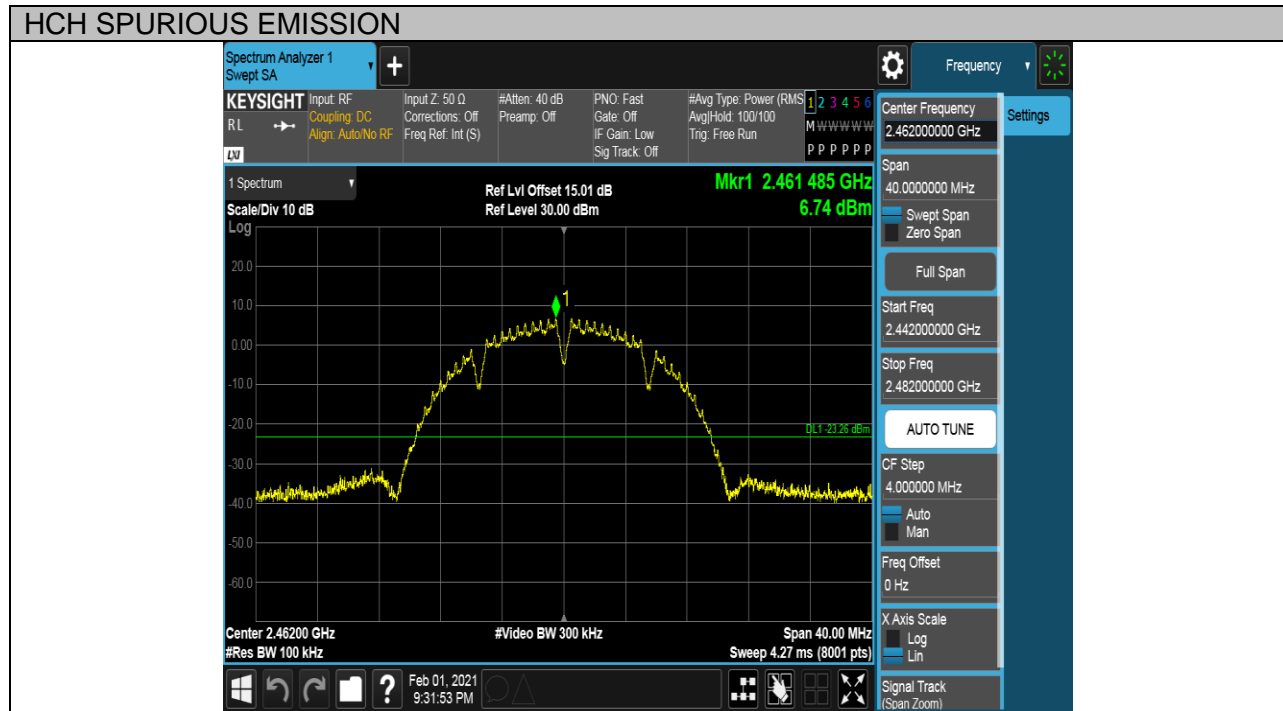 HCH SPURIOUS EMISSION
Spectrum Analyzer 1
Swept SA
+
Frequency
KEYSIGHT
RL
LXI
Input: RF
Coupling: DC
Align: Auto/No RF
Input Z: 50 Ω
Corrections: Off
Freq Ref: Int (S)
#Atten: 40 dB
Preamp: Off
PNO: Fast
Gate: Off
IF Gain: Low
Sig Track: Off
#Avg Type: Power (RMS
Avg|Hold: 100/100
Trig: Free Run
1 2 3 4 5 6
M W W W W W
P P P P P P
1 Spectrum
Scale/Div 10 dB
Log
Ref Lvl Offset 15.01 dB
Ref Level 30.00 dBm
Mkr1 2.461 485 GHz
6.74 dBm
20.0
10.0
0.00
-10.0
-20.0
-30.0
-40.0
-50.0
-60.0
1
DL1 -23.26 dBm
Center 2.46200 GHz
#Res BW 100 kHz
#Video BW 300 kHz
Span 40.00 MHz
Sweep 4.27 ms (8001 pts)
?
Feb 01, 2021
9:31:53 PM
Center Frequency
2.462000000 GHz
Settings
Span
40.0000000 MHz
Swept Span
Zero Span
Full Span
Start Freq
2.442000000 GHz
Stop Freq
2.482000000 GHz
AUTO TUNE
CF Step
4.000000 MHz
Auto
Man
Freq Offset
0 Hz
X Axis Scale
Log
Lin
Signal Track
(Span Zoom)